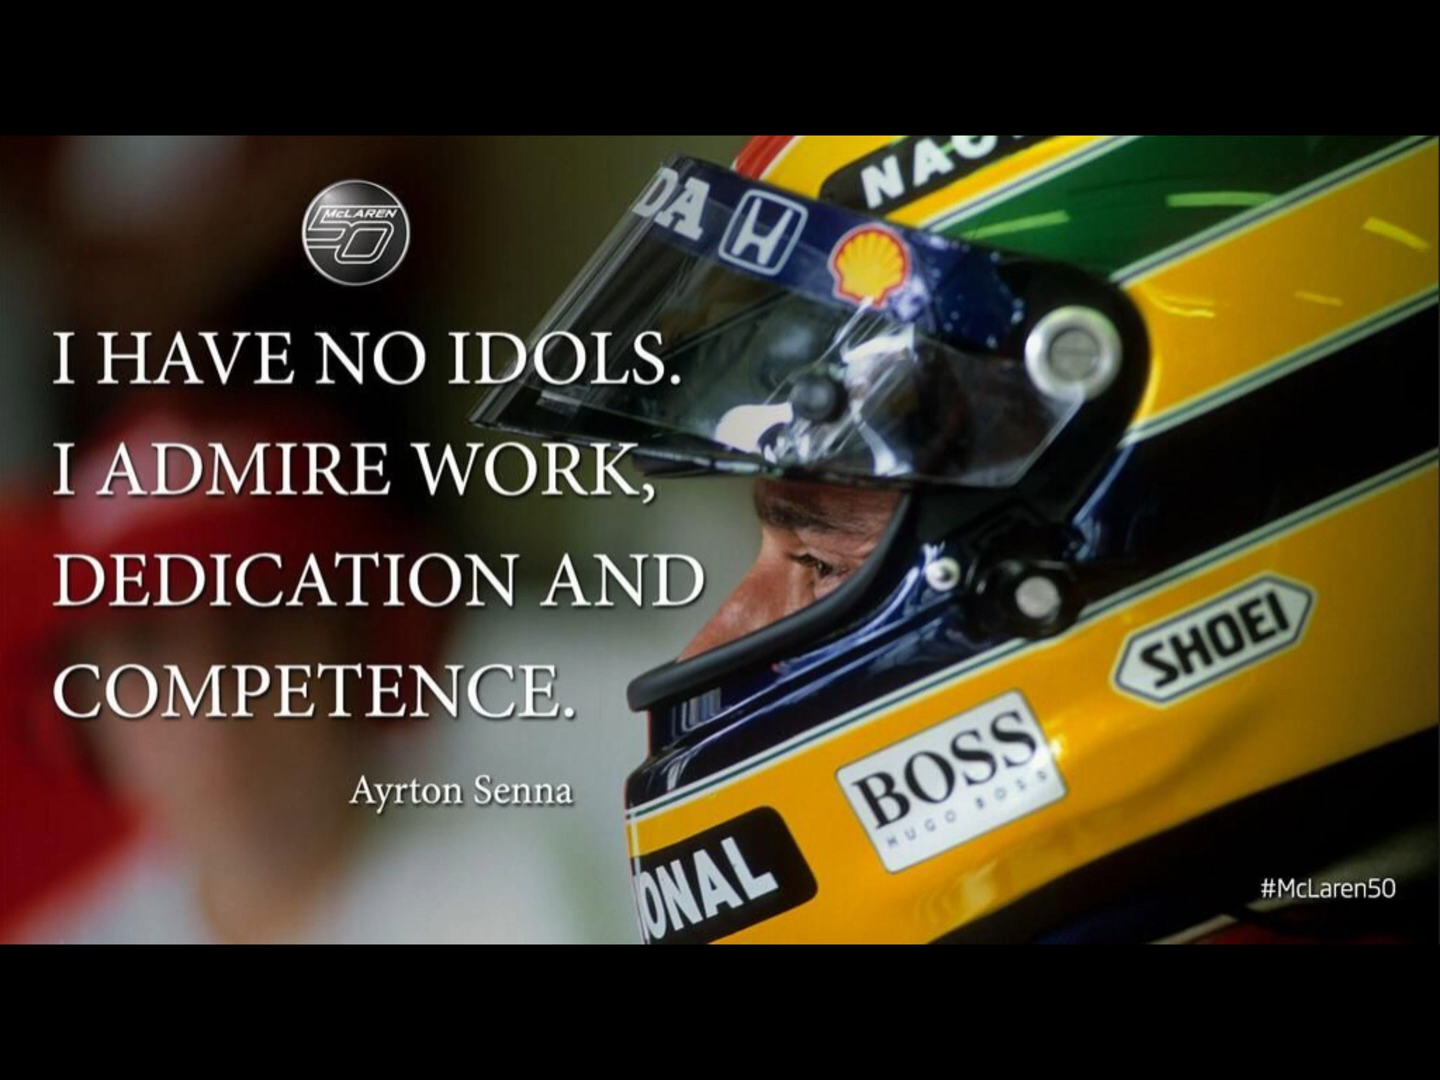 McLAREN
50
I HAVE NO IDOLS.
I ADMIRE WORK,
DEDICATION AND
COMPETENCE.
Ayrton Senna
NAC
DA
SHOEI
BOSS
HUGO BOSS
ONAL
#McLaren50